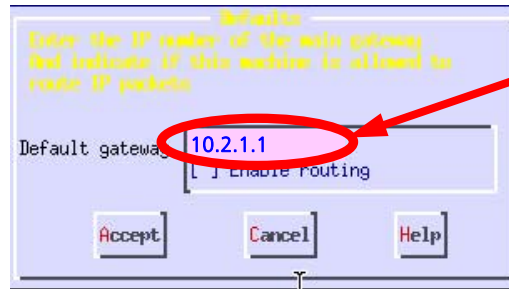 Defaults
Enter the IP number of the main gateway
And indicate if this machine is allowed to
route IP packets
Default gateway 10.2.1.1
[ ] Enable routing
Accept Cancel Help